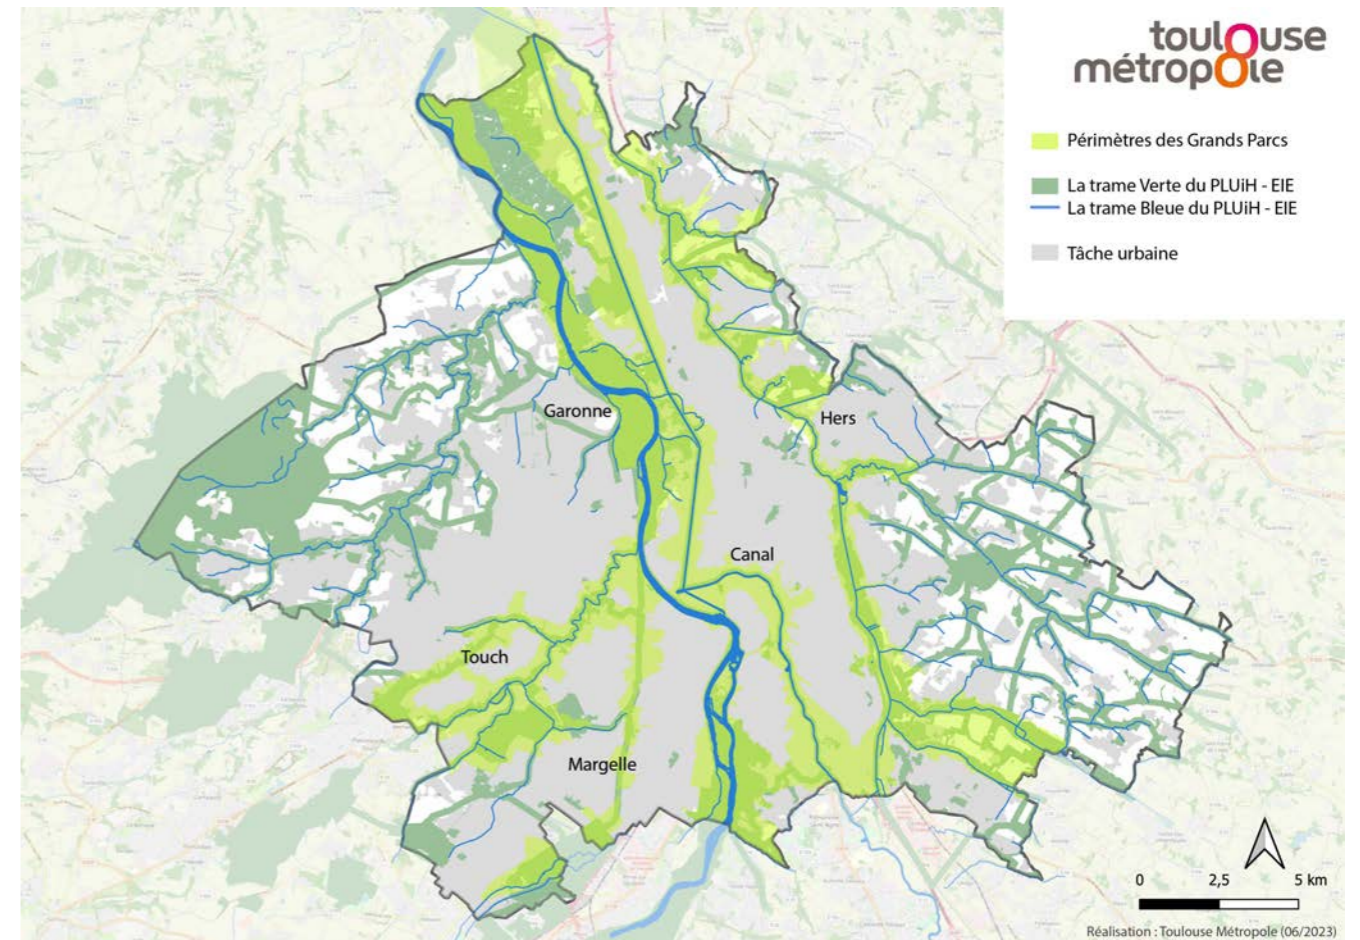 toulouse
métropole
Périmètres des Grands Parcs
La trame Verte du PLUiH - EIE
La trame Bleue du PLUiH - EIE
Tâche urbaine
Garonne
Hers
Canal
Touch
Margelle
0 2,5 5 km
Réalisation : Toulouse Métropole (06/2023)